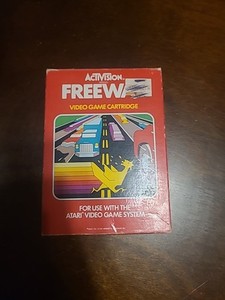 ACTIVISION
FREEWA
VIDEO GAME CARTRIDGE
FOR USE WITH THE
ATARI® VIDEO GAME SYSTEM